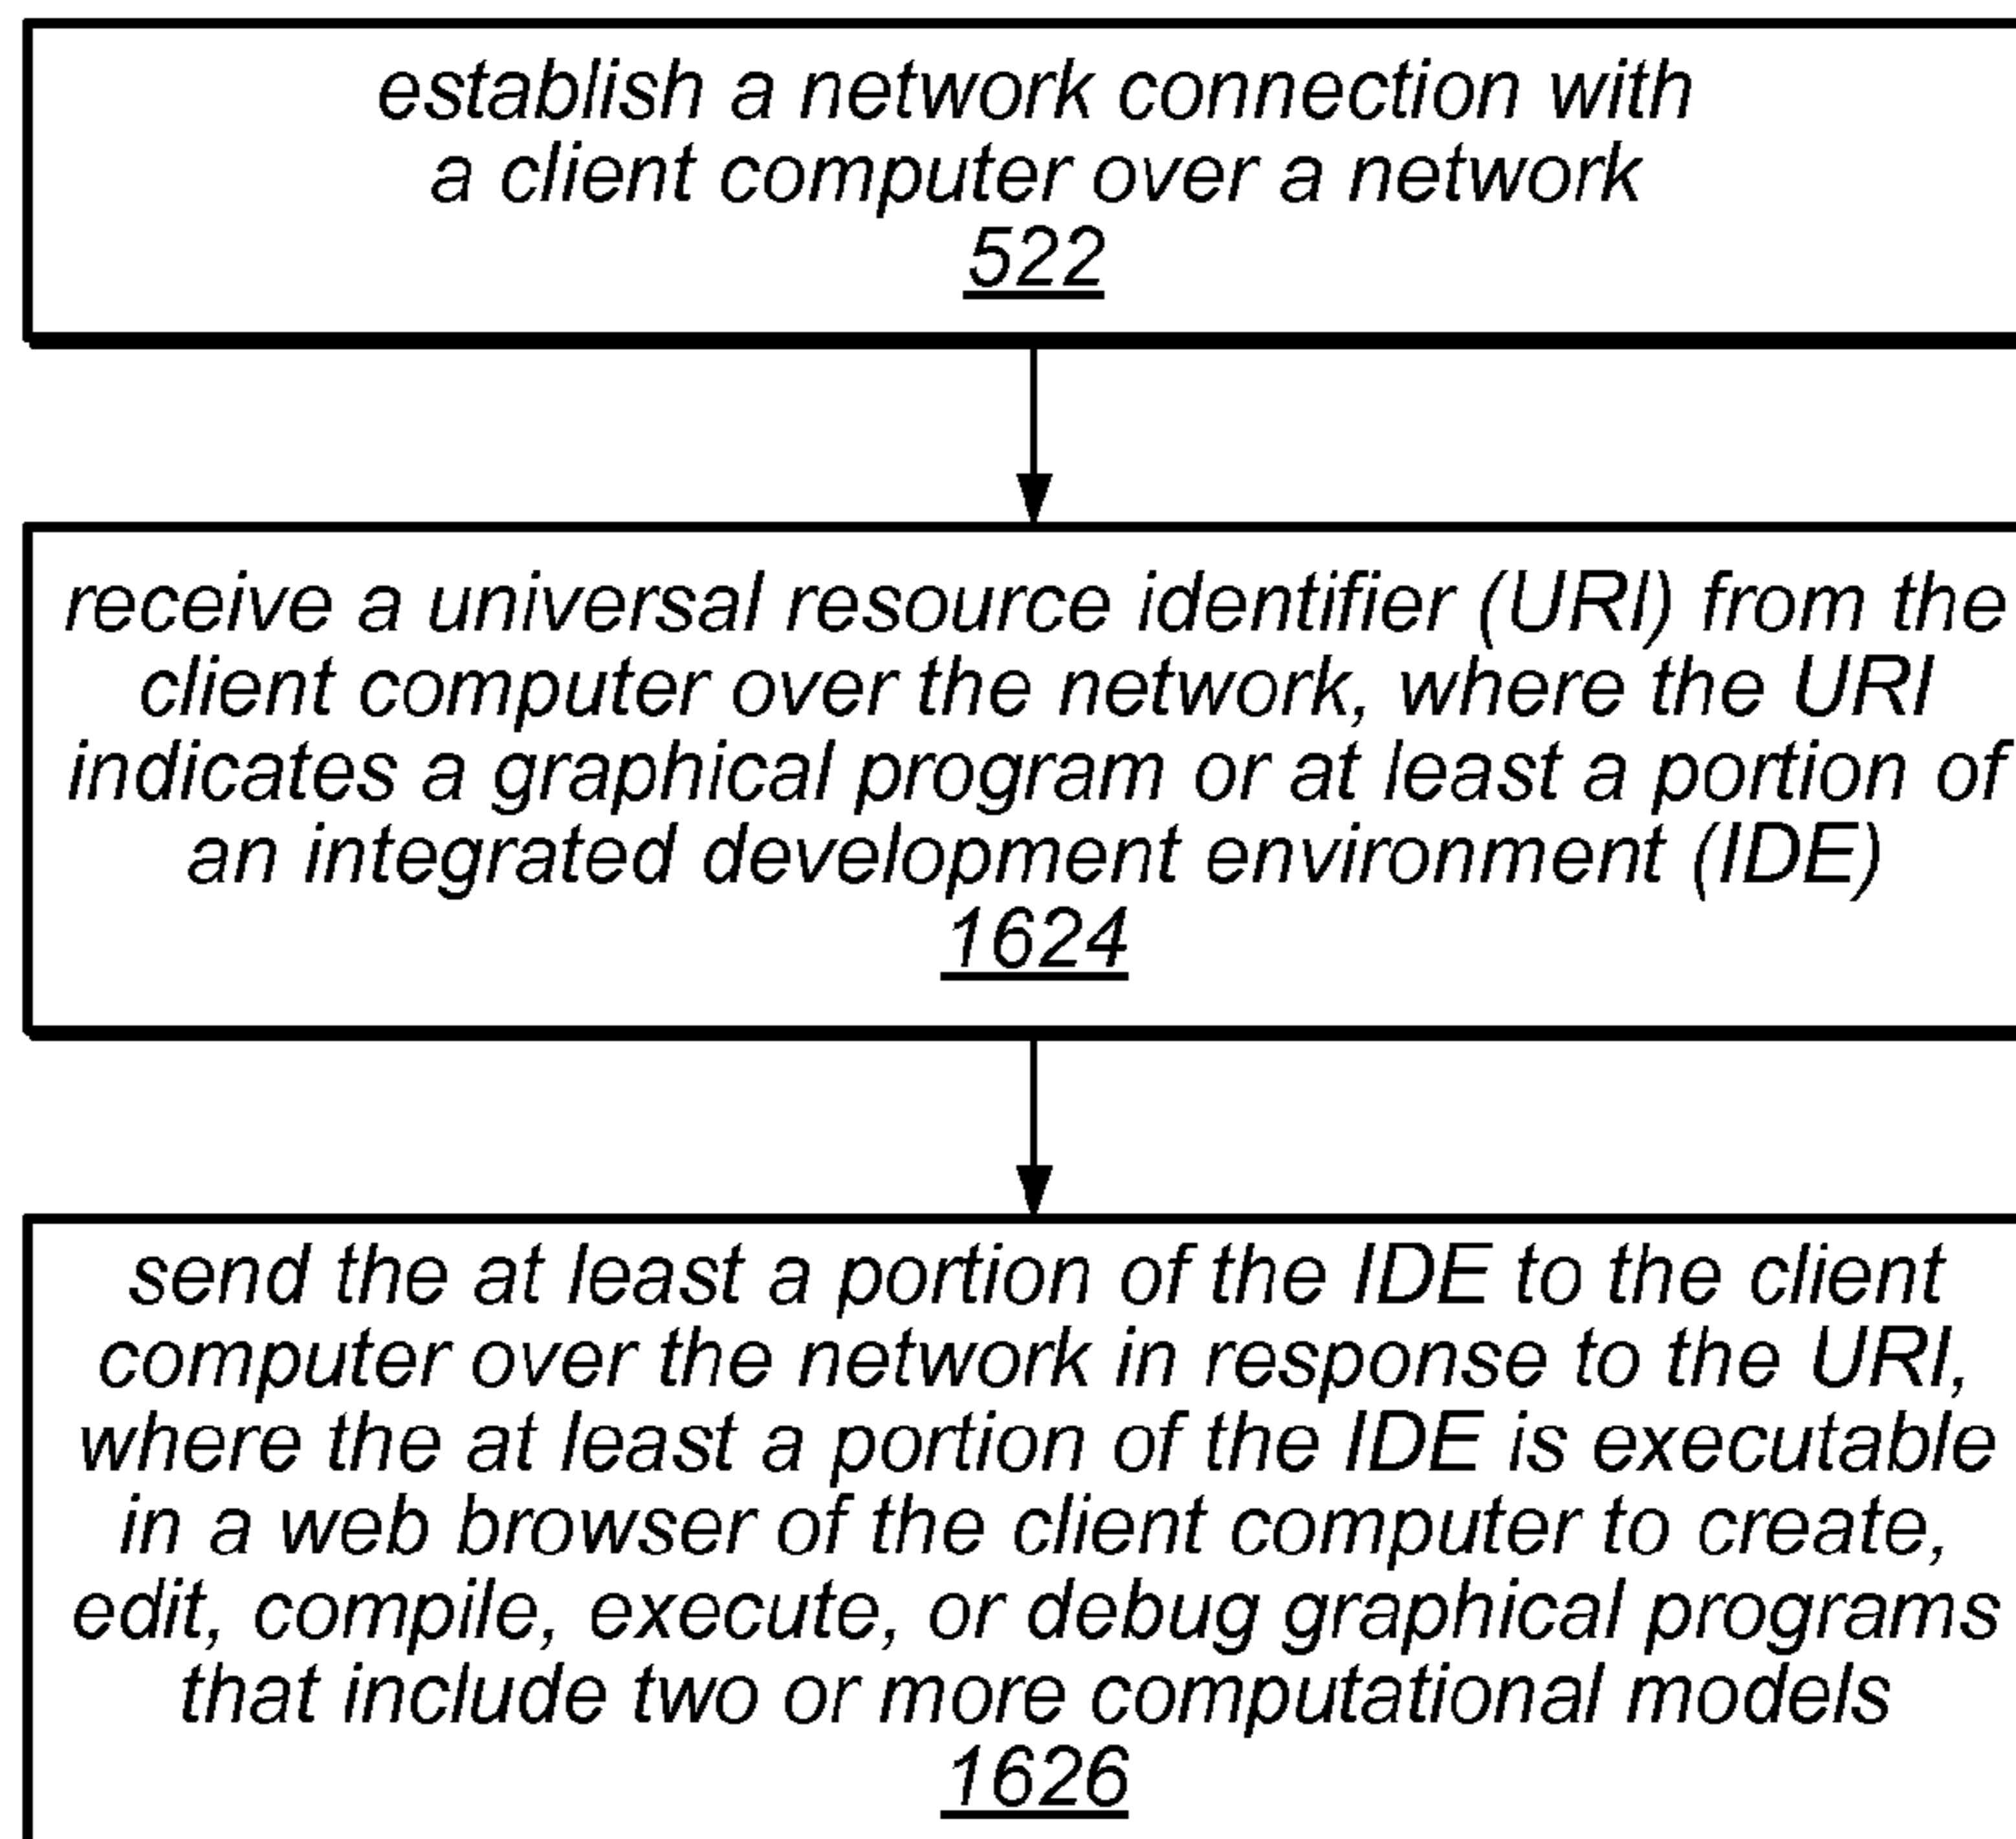 establish a network connection with
a client computer over a network
522
receive a universal resource identifier (URI) from the
client computer over the network, where the URI
indicates a graphical program or at least a portion of
an integrated development environment (IDE)
1624
send the at least a portion of the IDE to the client
computer over the network in response to the URI,
where the at least a portion of the IDE is executable
in a web browser of the client computer to create,
edit, compile, execute, or debug graphical programs
that include two or more computational models
1626